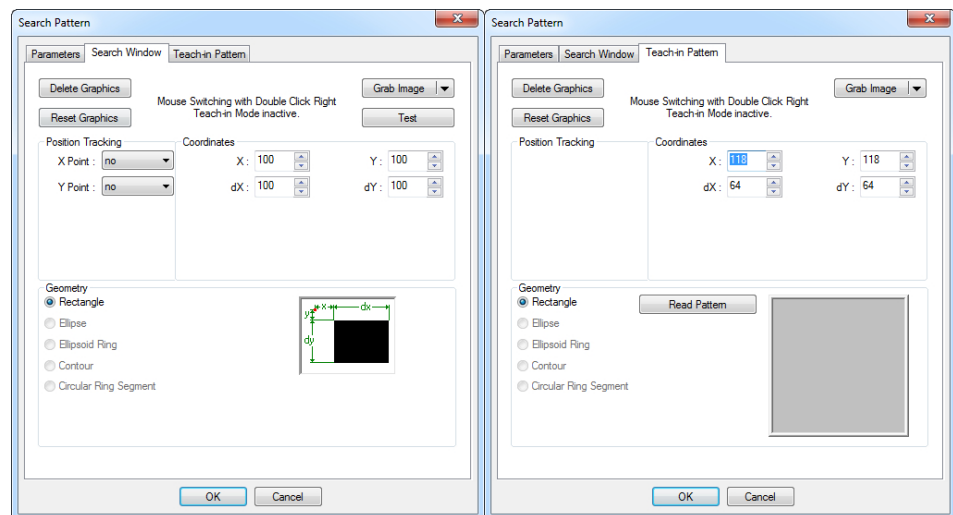 Search Pattern
Parameters Search Window Teach-in Pattern
Delete Graphics
Grab Image
Mouse Switching with Double Click Right
Teach-in Mode inactive.
Reset Graphics
Test
Position Tracking
X Point : no
Y Point : no
Coordinates
X : 100
Y : 100
dX : 100
dY : 100
Geometry
Rectangle
Ellipse
Ellipsoid Ring
Contour
Circular Ring Segment
x
dx
y
dy
OK
Cancel
Search Pattern
Parameters Search Window Teach-in Pattern
Delete Graphics
Grab Image
Mouse Switching with Double Click Right
Teach-in Mode inactive.
Reset Graphics
Position Tracking
Coordinates
X : 118
Y : 118
dX : 64
dY : 64
Geometry
Rectangle
Read Pattern
Ellipse
Ellipsoid Ring
Contour
Circular Ring Segment
OK
Cancel